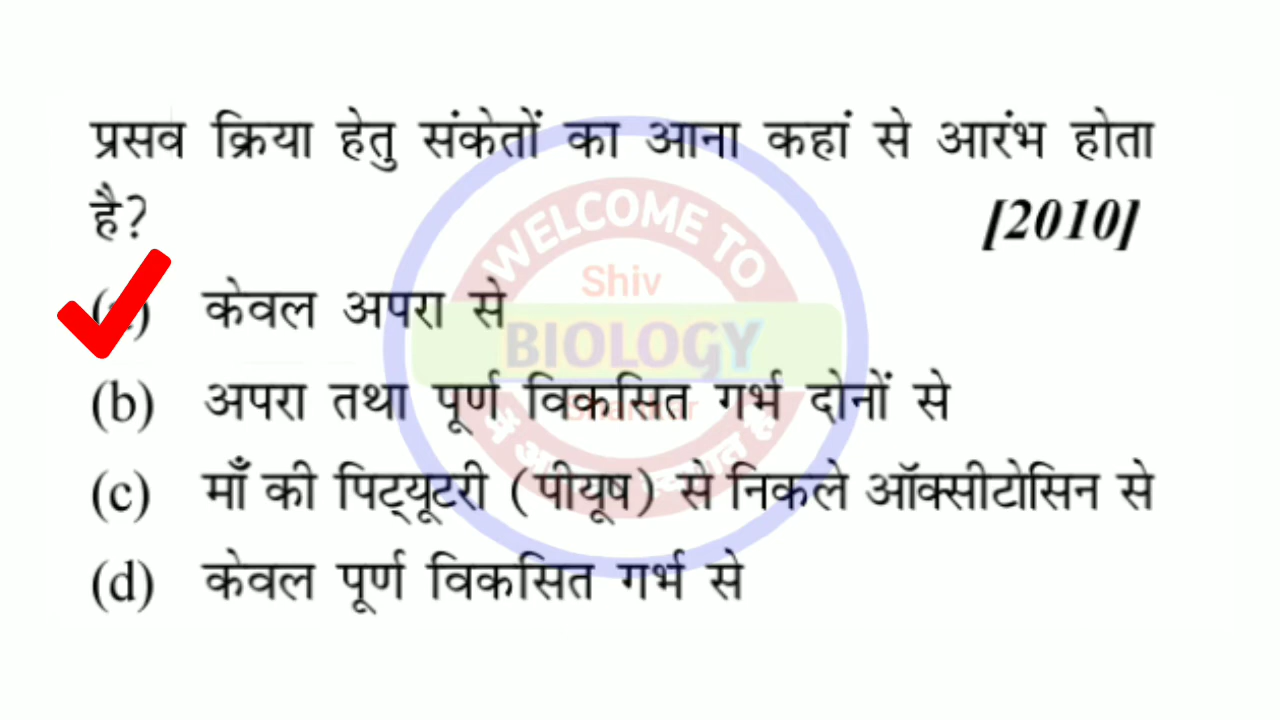 प्रसव क्रिया हेतु संकेतों का आना कहां से आरंभ होता
है? [2010]
(a) केवल अपरा से
(b) अपरा तथा पूर्ण विकसित गर्भ दोनों से
(c) माँ की पिट्यूटरी (पीयूष) से निकले ऑक्सीटोसिन से
(d) केवल पूर्ण विकसित गर्भ से
WELCOME TO
Shiv
BIOLOGY
में